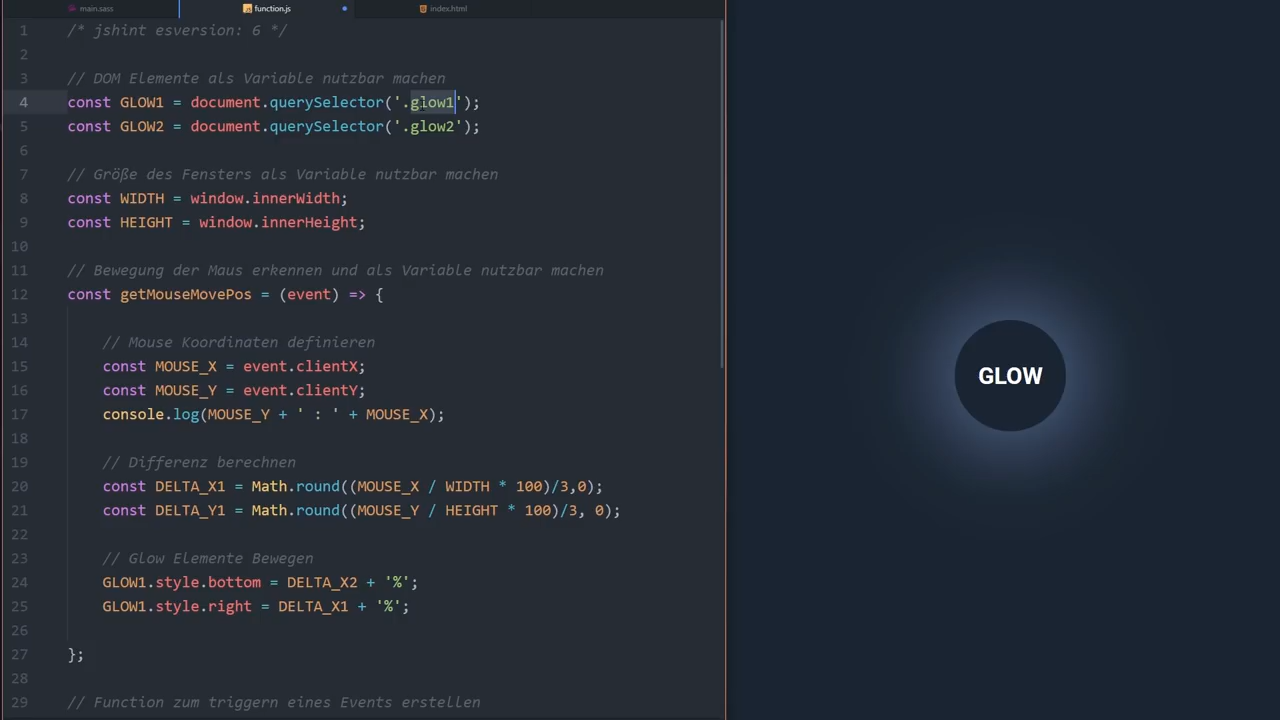 main.sass
function.js
index.html
1 /* jshint esversion: 6 */
2
3 // DOM Elemente als Variable nutzbar machen
4 const GLOW1 = document.querySelector('.glow1');
5 const GLOW2 = document.querySelector('.glow2');
6
7 // Größe des Fensters als Variable nutzbar machen
8 const WIDTH = window.innerWidth;
9 const HEIGHT = window.innerHeight;
10
11 // Bewegung der Maus erkennen und als Variable nutzbar machen
12 const getMouseMovePos = (event) => {
13
14 // Mouse Koordinaten definieren
15 const MOUSE_X = event.clientX;
16 const MOUSE_Y = event.clientY;
17 console.log(MOUSE_Y + ' : ' + MOUSE_X);
18
19 // Differenz berechnen
20 const DELTA_X1 = Math.round((MOUSE_X / WIDTH * 100)/3,0);
21 const DELTA_Y1 = Math.round((MOUSE_Y / HEIGHT * 100)/3, 0);
22
23 // Glow Elemente Bewegen
24 GLOW1.style.bottom = DELTA_X2 + '%';
25 GLOW1.style.right = DELTA_X1 + '%';
26
27 };
28
29 // Function zum triggern eines Events erstellen
GLOW